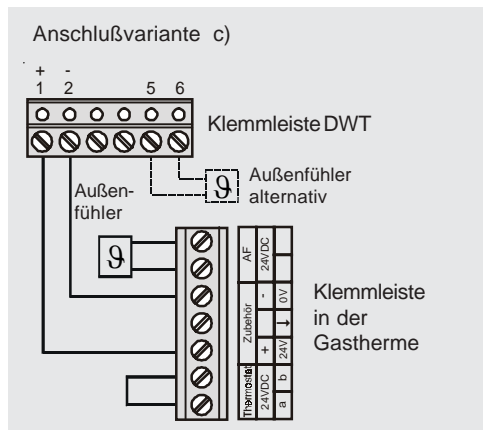 Anschlußvariante c)
+ -
1 2 5 6
Klemmleiste DWT
Außenfühler
alternativ
Außen-
fühler
ϑ
ϑ
AF
24VDC
Zubehör
- 0V
↓
+ 24V
Thermostat
24VDC
b
a
Klemmleiste
in der
Gastherme